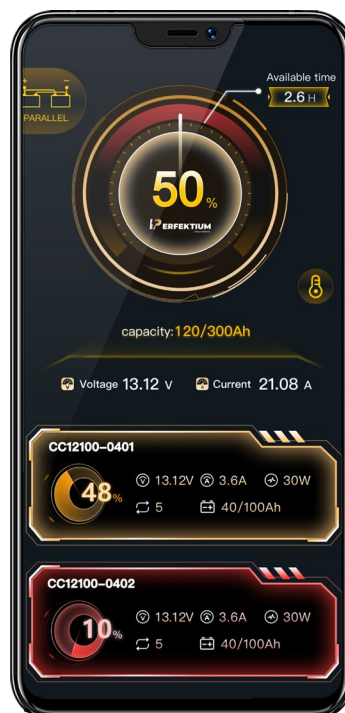 Available time
2.6 H
+ -
PARALLEL
50%
PERFEKTIUM
capacity:120/300Ah
Voltage 13.12 V Current 21.08 A
CC12100-0401
48%
13.12V 3.6A 30W
5 40/100Ah
CC12100-0402
10%
13.12V 3.6A 30W
5 40/100Ah